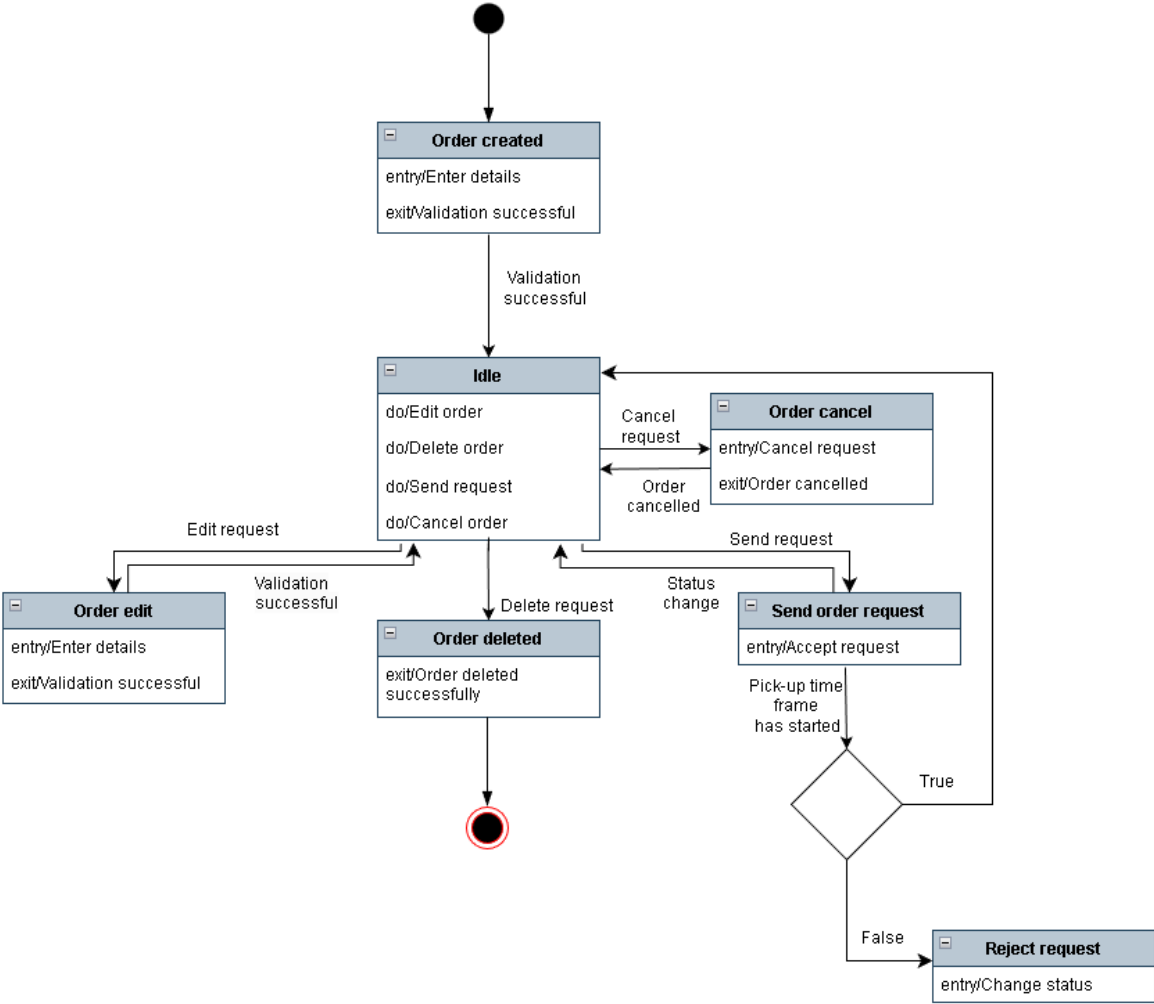 Order created
entry/Enter details
exit/Validation successful
Validation
successful
Idle
do/Edit order
do/Delete order
do/Send request
do/Cancel order
Cancel
request
Order
cancelled
Order cancel
entry/Cancel request
exit/Order cancelled
Edit request
Validation
successful
Order edit
entry/Enter details
exit/Validation successful
Delete request
Order deleted
exit/Order deleted
successfully
Send request
Status
change
Send order request
entry/Accept request
Pick-up time
frame
has started
True
False
Reject request
entry/Change status